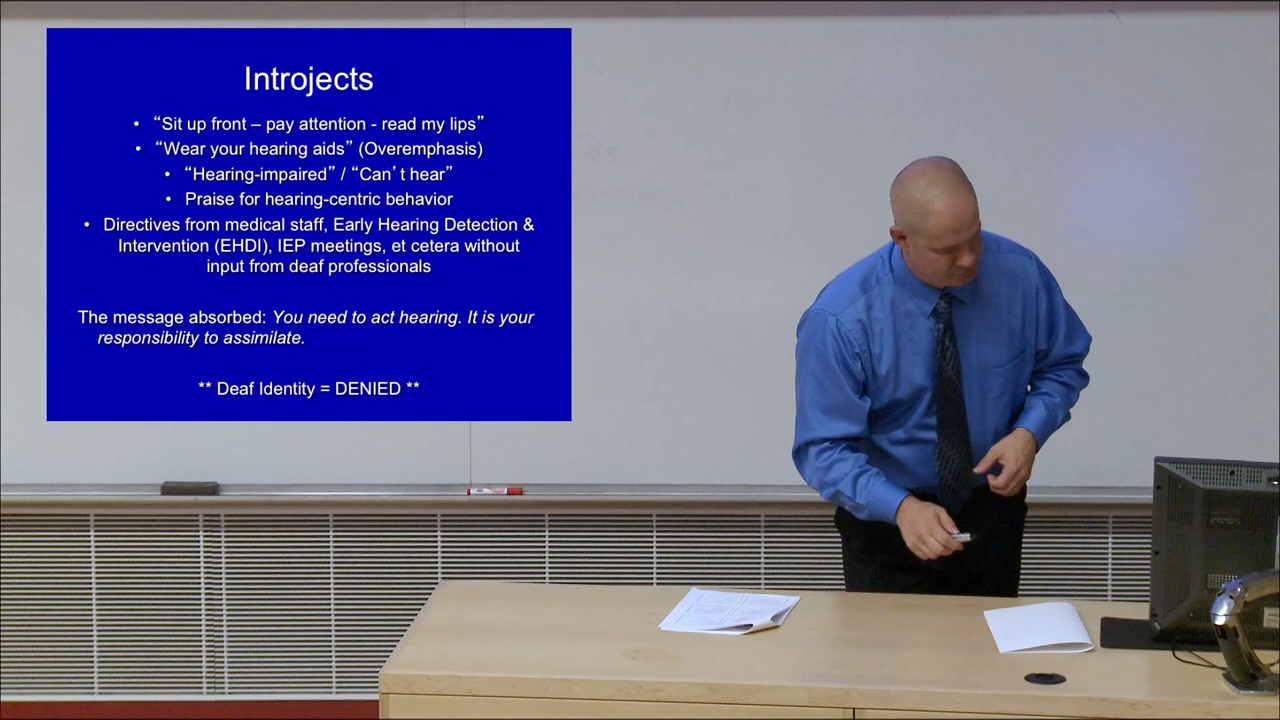 Introjects
• “Sit up front – pay attention - read my lips”
• “Wear your hearing aids” (Overemphasis)
• “Hearing-impaired” / “Can’t hear”
• Praise for hearing-centric behavior
• Directives from medical staff, Early Hearing Detection &
Intervention (EHDI), IEP meetings, et cetera without
input from deaf professionals
The message absorbed: You need to act hearing. It is your
responsibility to assimilate.
** Deaf Identity = DENIED **